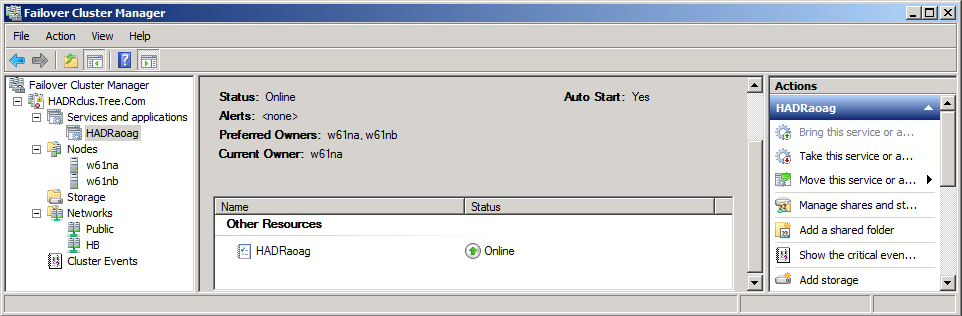 Failover Cluster Manager
File Action View Help
Failover Cluster Manager
HADRclus.Tree.Com
Services and applications
HADRaoag
Nodes
w61na
w61nb
Storage
Networks
Public
HB
Cluster Events
Status: Online Auto Start: Yes
Alerts: <none>
Preferred Owners: w61na, w61nb
Current Owner: w61na
Name Status
Other Resources
HADRaoag Online
Actions
HADRaoag
Bring this service or a...
Take this service or a...
Move this service or a...
Manage shares and st...
Add a shared folder
Show the critical even...
Add storage